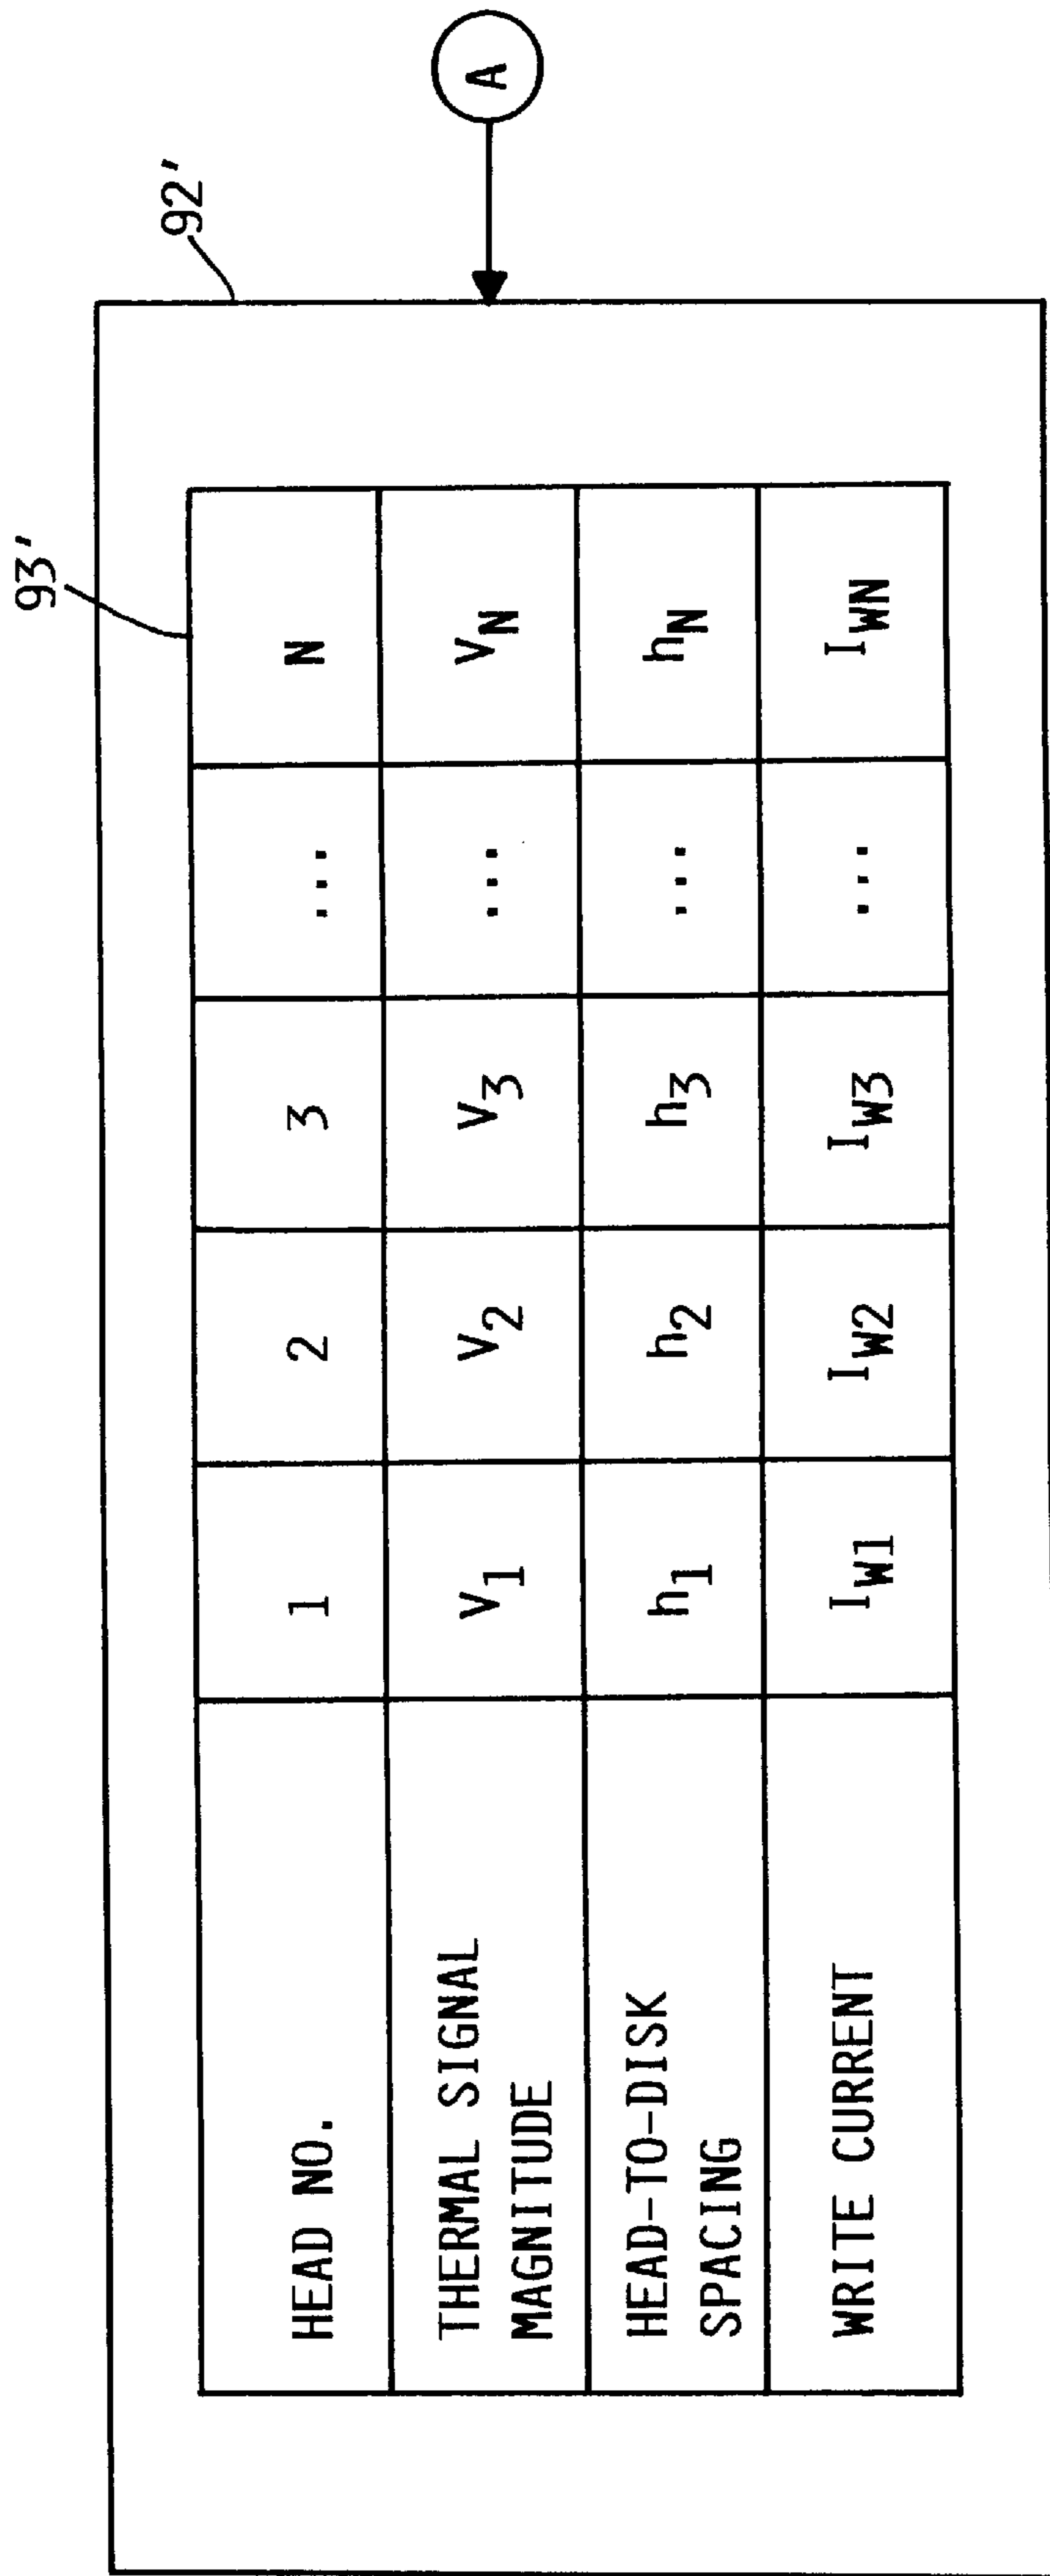 A
92'
93'
HEAD NO. 1 2 3 ... N
THERMAL SIGNAL
MAGNITUDE V1 V2 V3 ... VN
HEAD-TO-DISK
SPACING h1 h2 h3 ... hN
WRITE CURRENT IW1 IW2 IW3 ... IWN